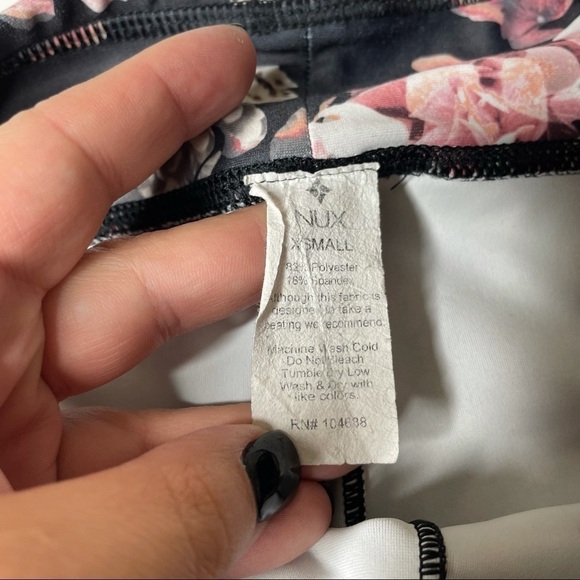 NUX
X SMALL
82% Polyester
18% Spandex
Although this fabric is
designed to take a
beating we recommend
Machine Wash Cold
Do Not Bleach
Tumble Dry Low
Wash & Dry with
like colors.
RN# 104638